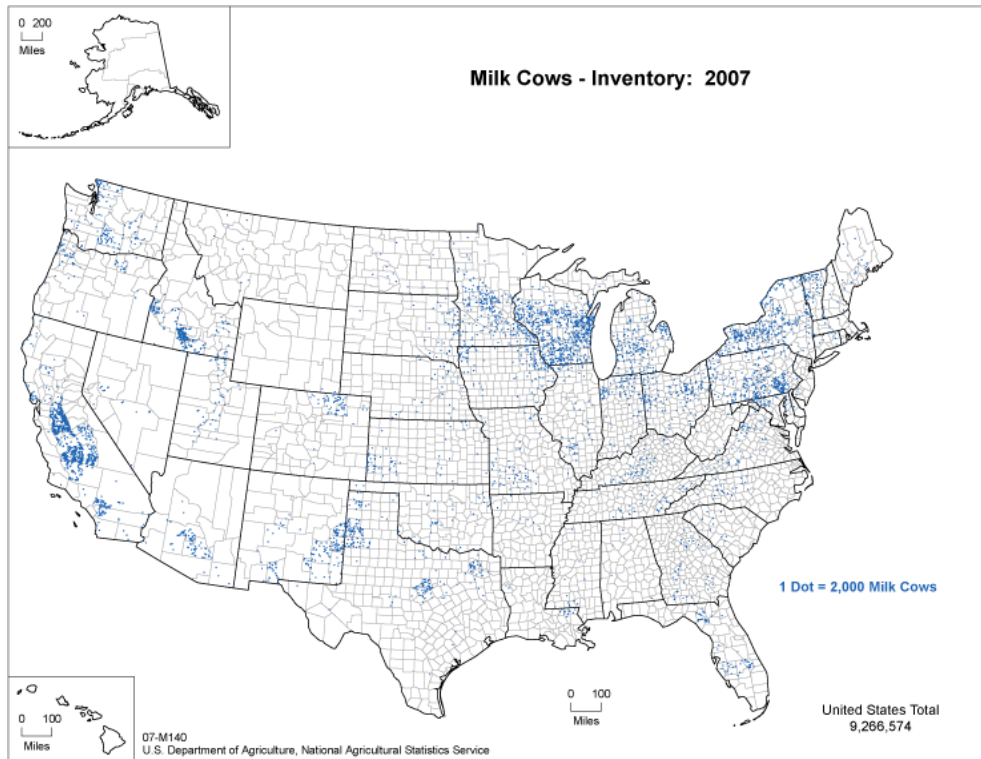 0 200
Miles
Milk Cows - Inventory: 2007
1 Dot = 2,000 Milk Cows
0 100
Miles
0 100
Miles
United States Total
9,266,574
07-M140
U.S. Department of Agriculture, National Agricultural Statistics Service